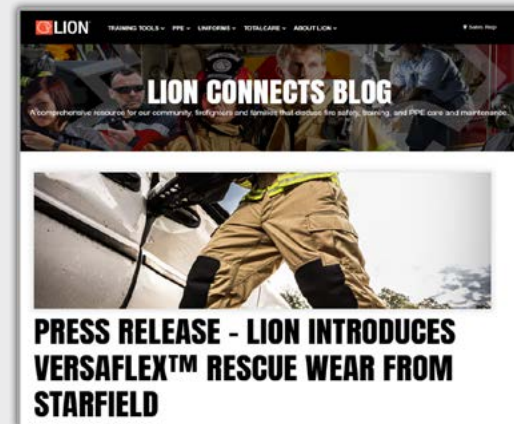 LION
TRAINING TOOLS PPE UNIFORMS TOTALCARE ABOUT LION Sales Rep
LION CONNECTS BLOG
A comprehensive resource for our community, firefighters and families that discuss fire safety, training, and PPE care and maintenance.
PRESS RELEASE - LION INTRODUCES
VERSAFLEX™ RESCUE WEAR FROM
STARFIELD